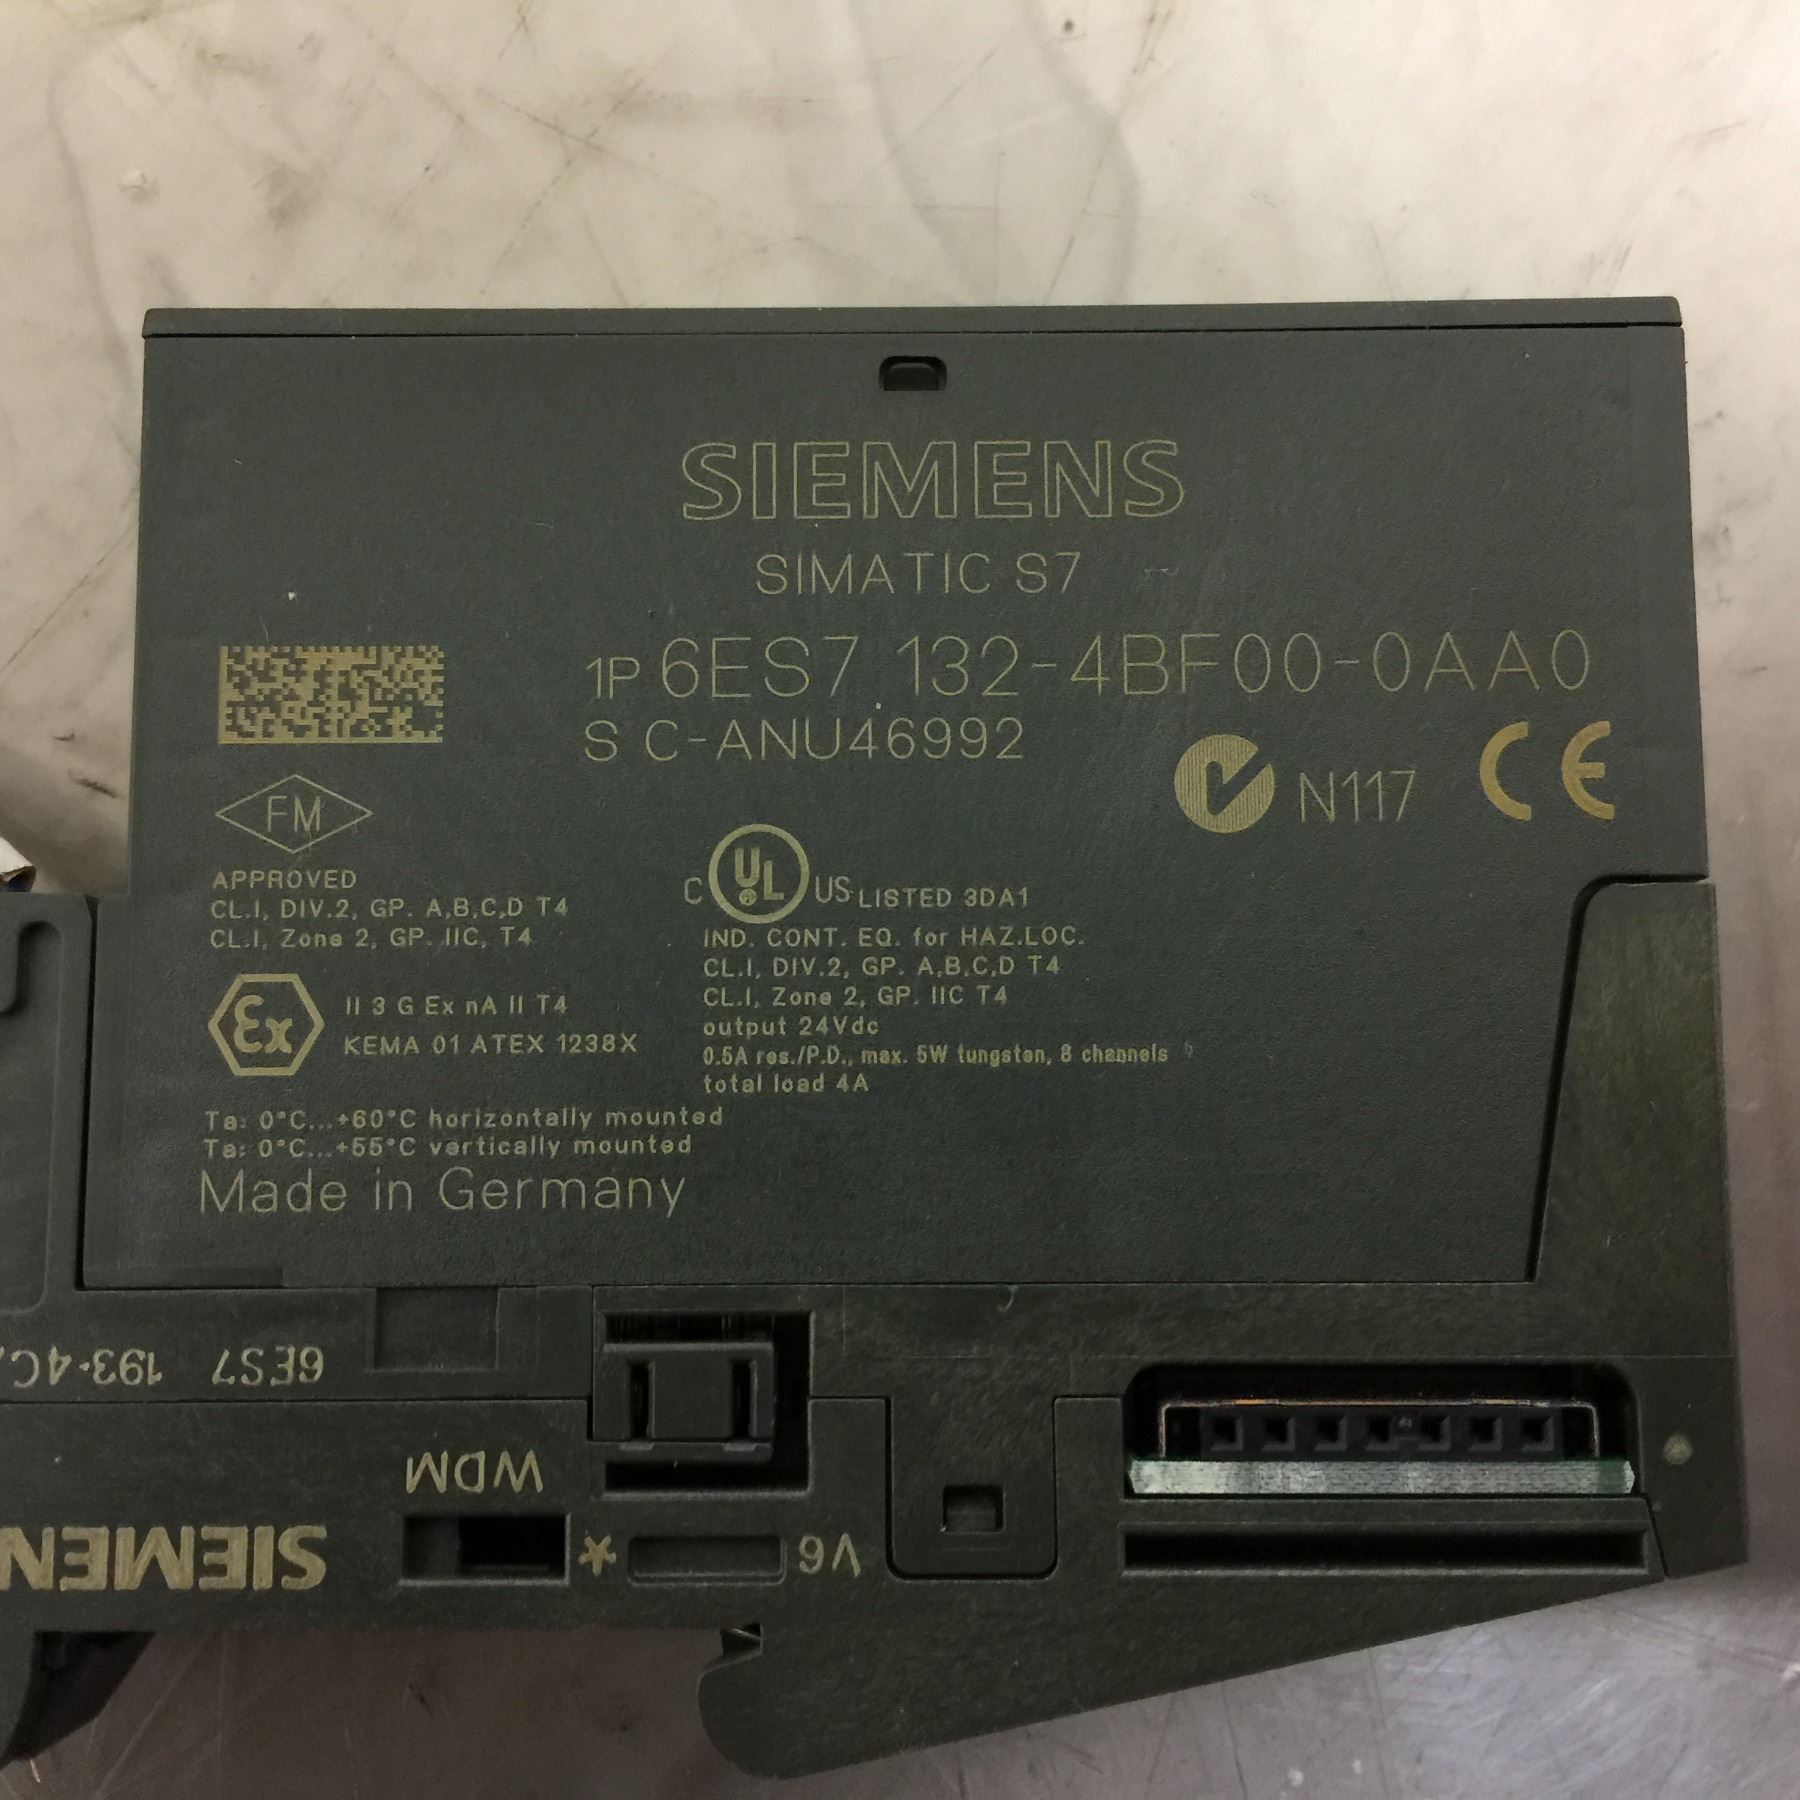 SIEMENS
SIMATIC S7
1P 6ES7 132-4BF00-0AA0
S C-ANU46992
N117 CE
FM
APPROVED
CL.I, DIV.2, GP. A,B,C,D T4
CL.I, Zone 2, GP. IIC, T4
C UL US LISTED 3DA1
IND. CONT. EQ. for HAZ.LOC.
CL.I, DIV.2, GP. A,B,C,D T4
CL.I, Zone 2, GP. IIC T4
output 24Vdc
0.5A res./P.D., max. 5W tungsten, 8 channels
total load 4A
Ex II 3 G Ex nA II T4
KEMA 01 ATEX 1238X
Ta: 0°C...+60°C horizontally mounted
Ta: 0°C...+55°C vertically mounted
Made in Germany
6ES7 193-4C
WDM
SIEMEN
* V6